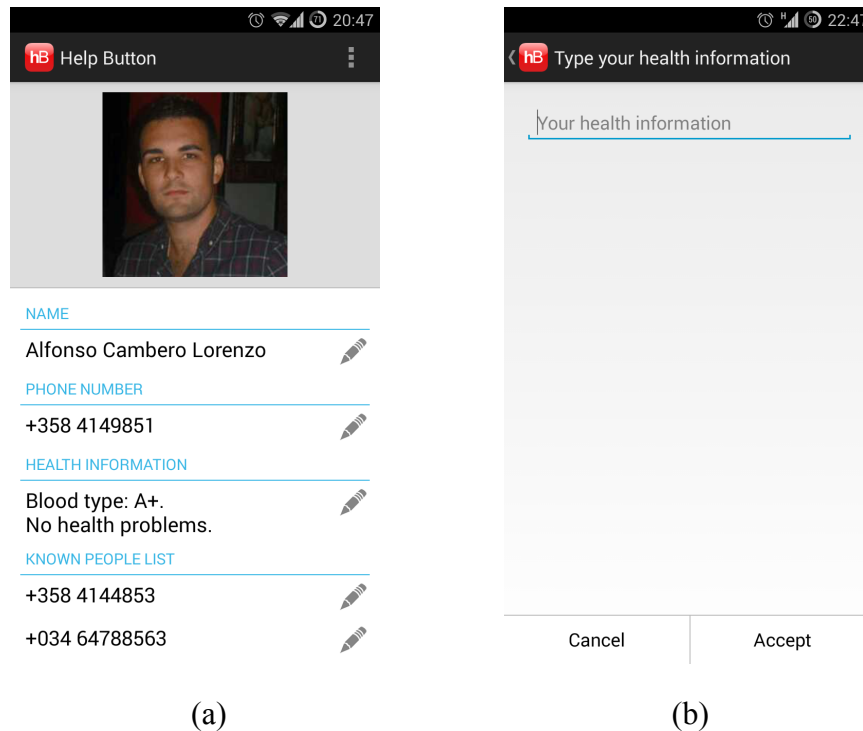 71 20:47
hB Help Button
NAME
Alfonso Cambero Lorenzo
PHONE NUMBER
+358 4149851
HEALTH INFORMATION
Blood type: A+.
No health problems.
KNOWN PEOPLE LIST
+358 4144853
+034 64788563
(a)
H 50 22:47
hB Type your health information
Your health information
Cancel Accept
(b)